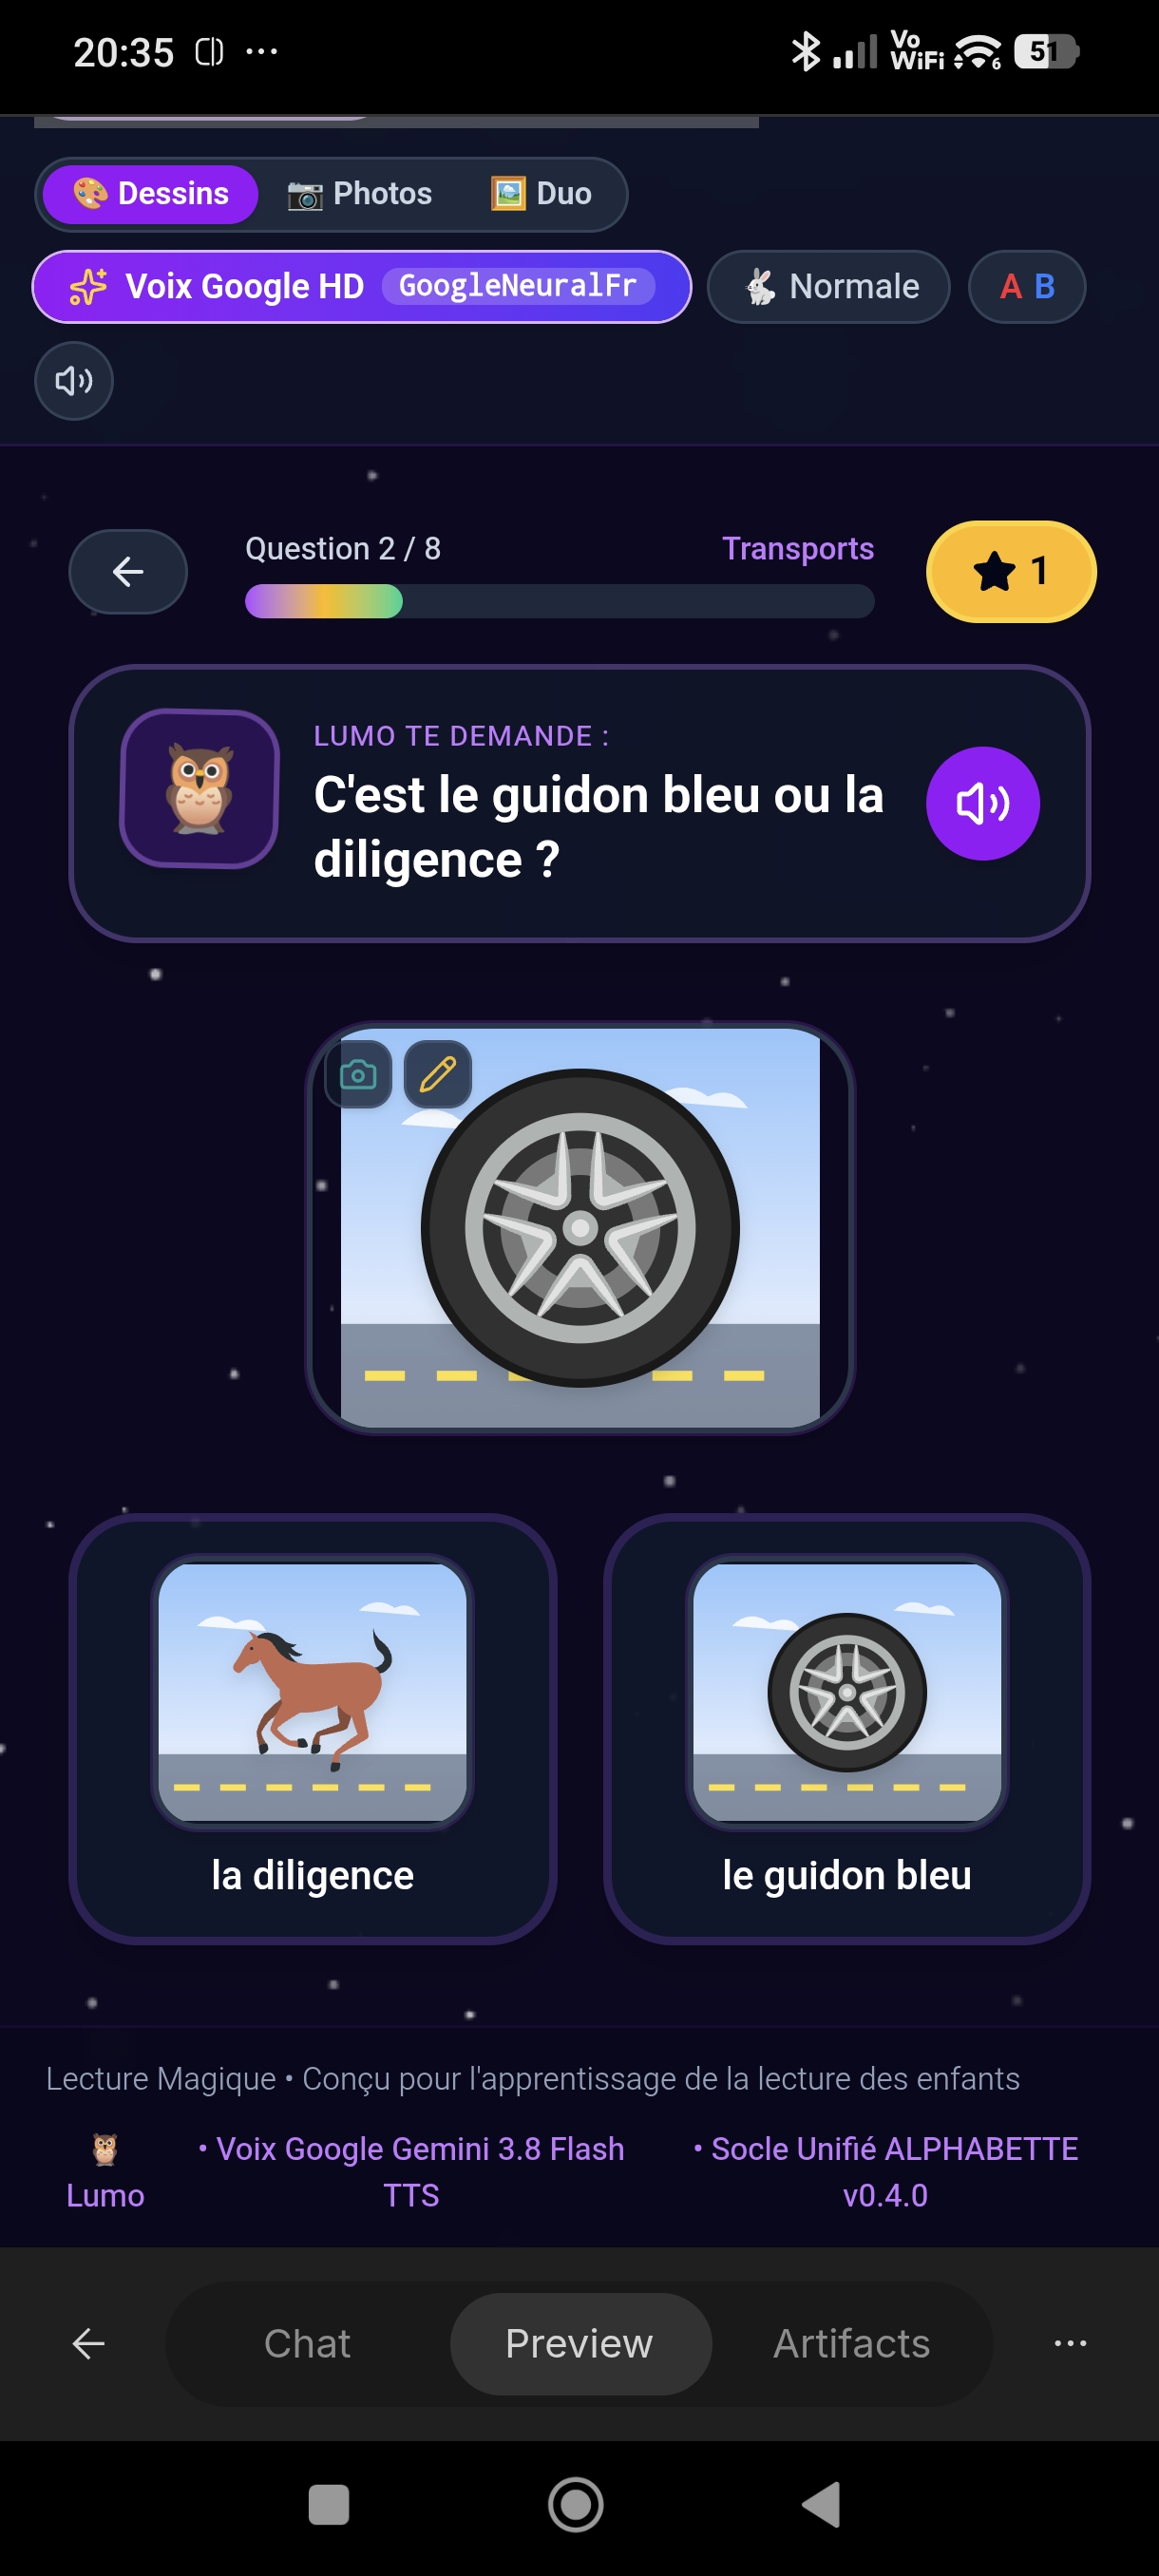 20:35
Vo
WiFi
6
51
Dessins
Photos
Duo
Voix Google HD GoogleNeuralFr
Normale
A B
Question 2 / 8
Transports
1
LUMO TE DEMANDE :
C'est le guidon bleu ou la
diligence ?
la diligence
le guidon bleu
Lecture Magique • Conçu pour l'apprentissage de la lecture des enfants
Lumo
• Voix Google Gemini 3.8 Flash
TTS
• Socle Unifié ALPHABETTE
v0.4.0
Chat
Preview
Artifacts